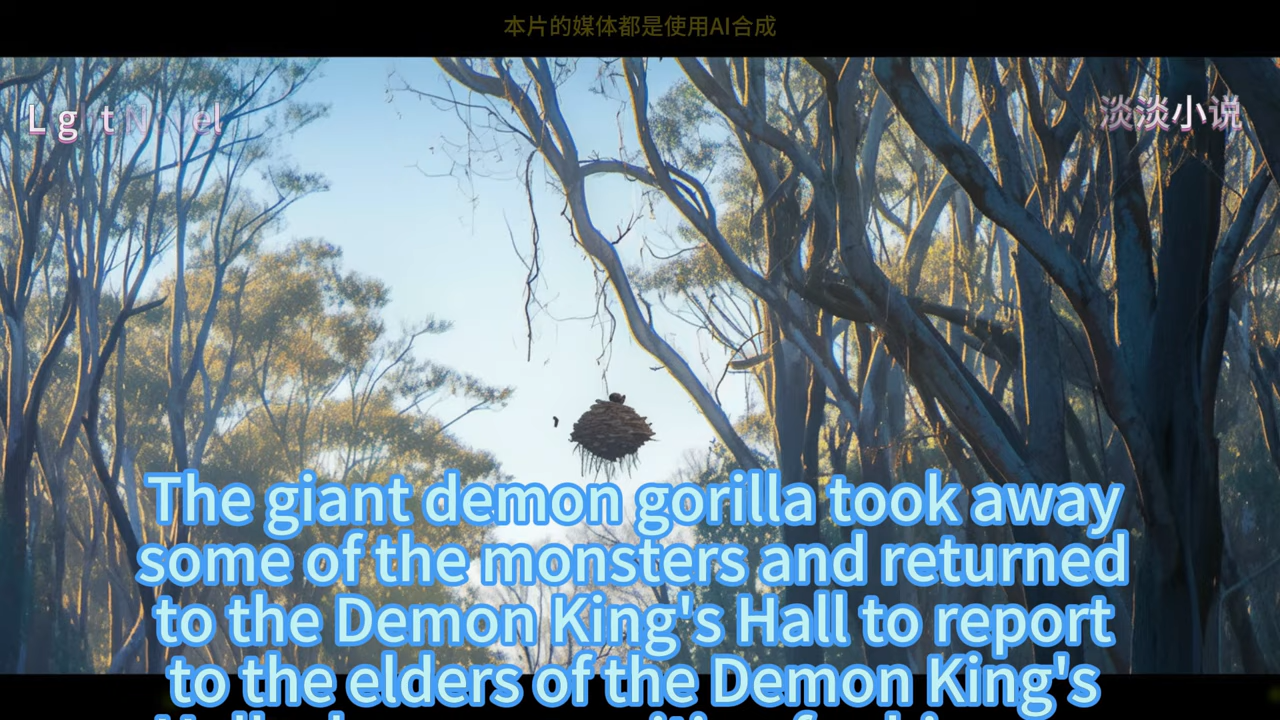 本片的媒体都是使用AI合成
淡淡小说
The giant demon gorilla took away
some of the monsters and returned
to the Demon King's Hall to report
to the elders of the Demon King's